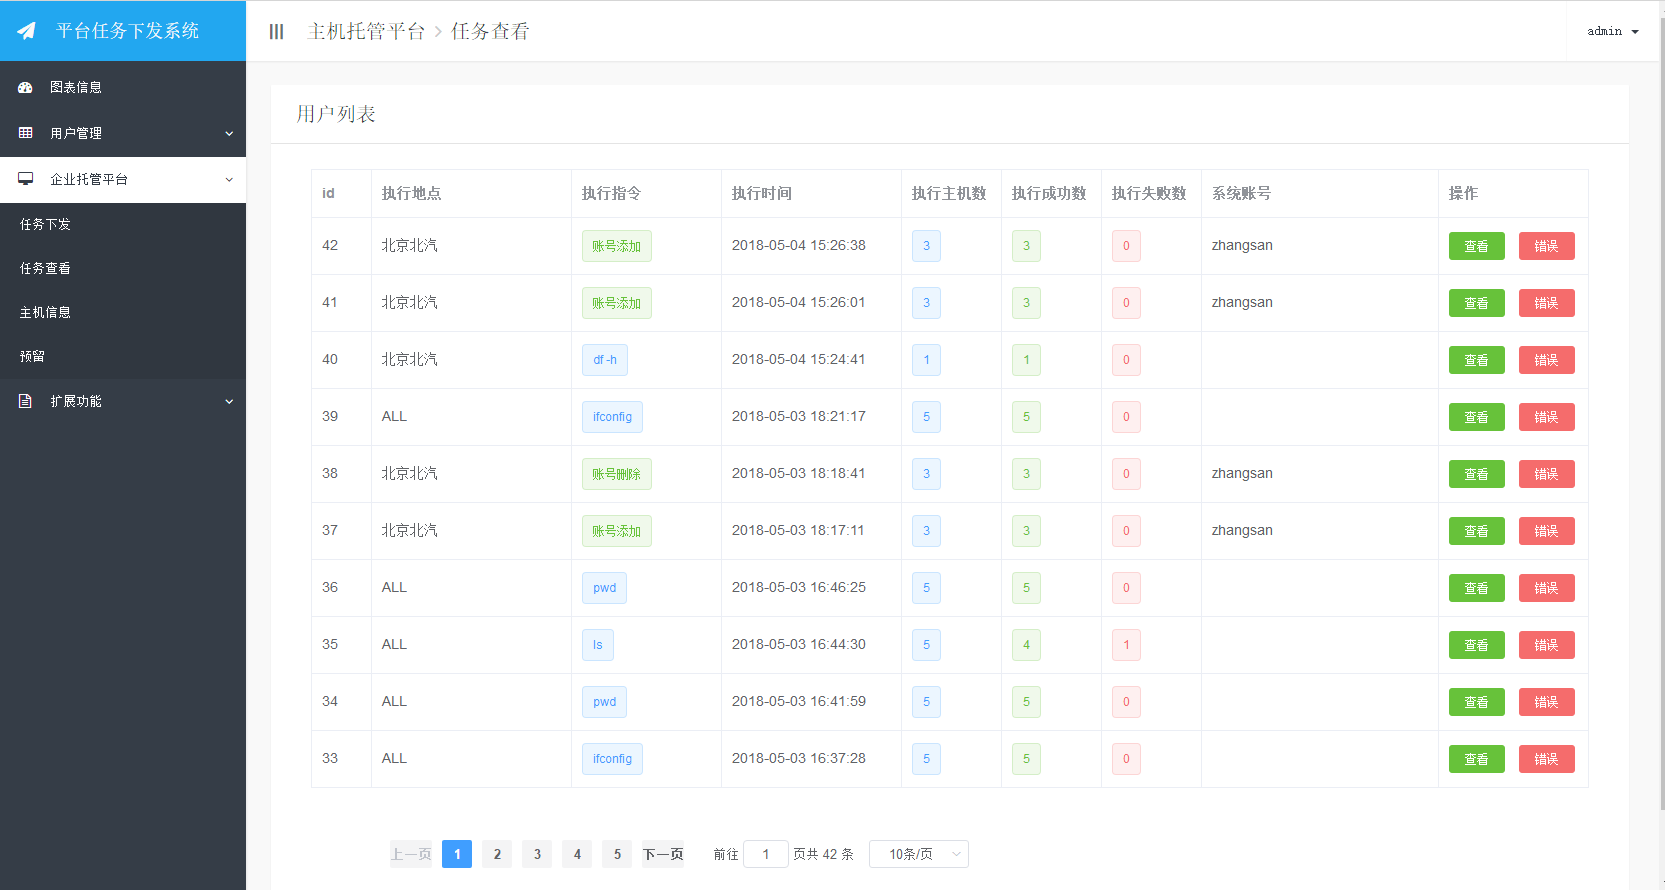 平台任务下发系统
主机托管平台 > 任务查看
admin
图表信息
用户管理
企业托管平台
任务下发
任务查看
主机信息
预留
扩展功能
用户列表
id 执行地点 执行指令 执行时间 执行主机数 执行成功数 执行失败数 系统账号 操作
42 北京北汽 账号添加 2018-05-04 15:26:38 3 3 0 zhangsan 查看 错误
41 北京北汽 账号添加 2018-05-04 15:26:01 3 3 0 zhangsan 查看 错误
40 北京北汽 df -h 2018-05-04 15:24:41 1 1 0 查看 错误
39 ALL ifconfig 2018-05-03 18:21:17 5 5 0 查看 错误
38 北京北汽 账号删除 2018-05-03 18:18:41 3 3 0 zhangsan 查看 错误
37 北京北汽 账号添加 2018-05-03 18:17:11 3 3 0 zhangsan 查看 错误
36 ALL pwd 2018-05-03 16:46:25 5 5 0 查看 错误
35 ALL ls 2018-05-03 16:44:30 5 4 1 查看 错误
34 ALL pwd 2018-05-03 16:41:59 5 5 0 查看 错误
33 ALL ifconfig 2018-05-03 16:37:28 5 5 0 查看 错误
上一页 1 2 3 4 5 下一页 前往 1 页共 42 条 10条/页